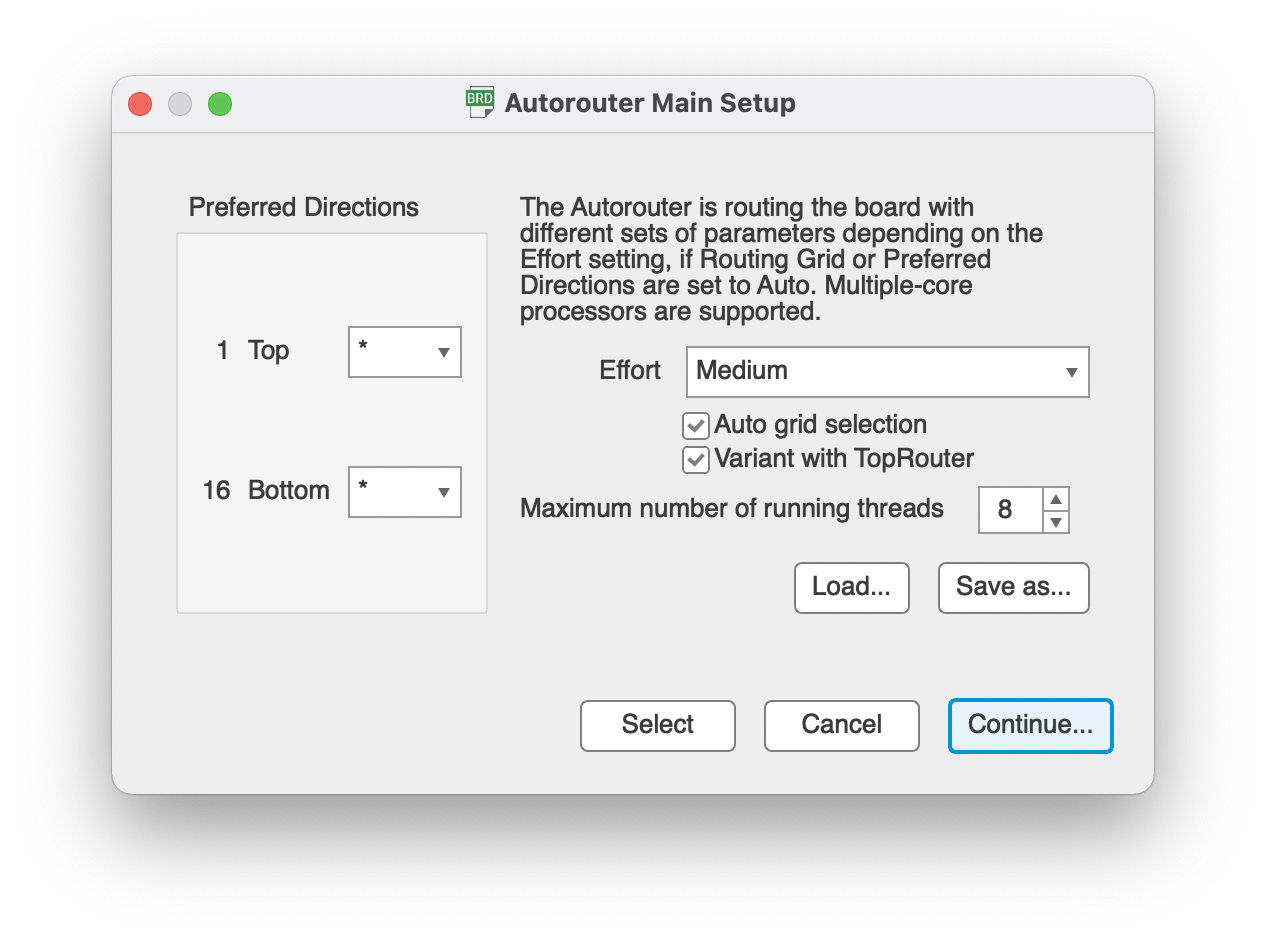 BRD Autorouter Main Setup
Preferred Directions
1 Top *
16 Bottom *
The Autorouter is routing the board with
different sets of parameters depending on the
Effort setting, if Routing Grid or Preferred
Directions are set to Auto. Multiple-core
processors are supported.
Effort Medium
Auto grid selection
Variant with TopRouter
Maximum number of running threads 8
Load... Save as...
Select Cancel Continue...